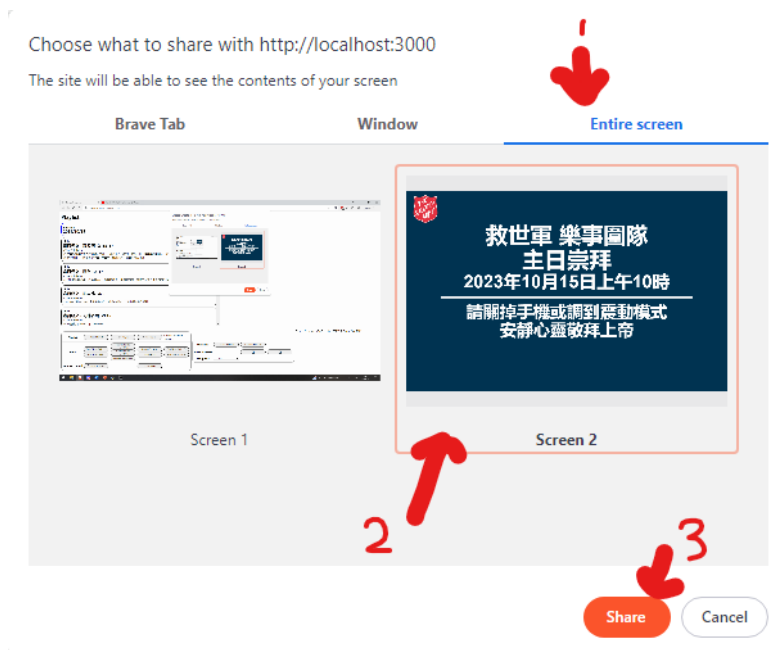 1
Choose what to share with http://localhost:3000
The site will be able to see the contents of your screen
Brave Tab
Window
Entire screen
救世軍 樂事團隊
主日崇拜
2023年10月15日上午10時
請關掉手機或調到震動模式
安靜心靈敬拜上帝
Screen 1
Screen 2
2
3
Share
Cancel